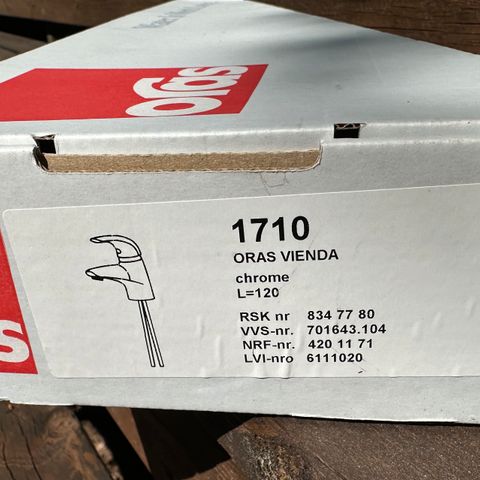 oras
1710
ORAS VIENDA
chrome
L=120
RSK nr 834 77 80
VVS-nr. 701643.104
NRF-nr. 420 11 71
LVI-nro 6111020
s